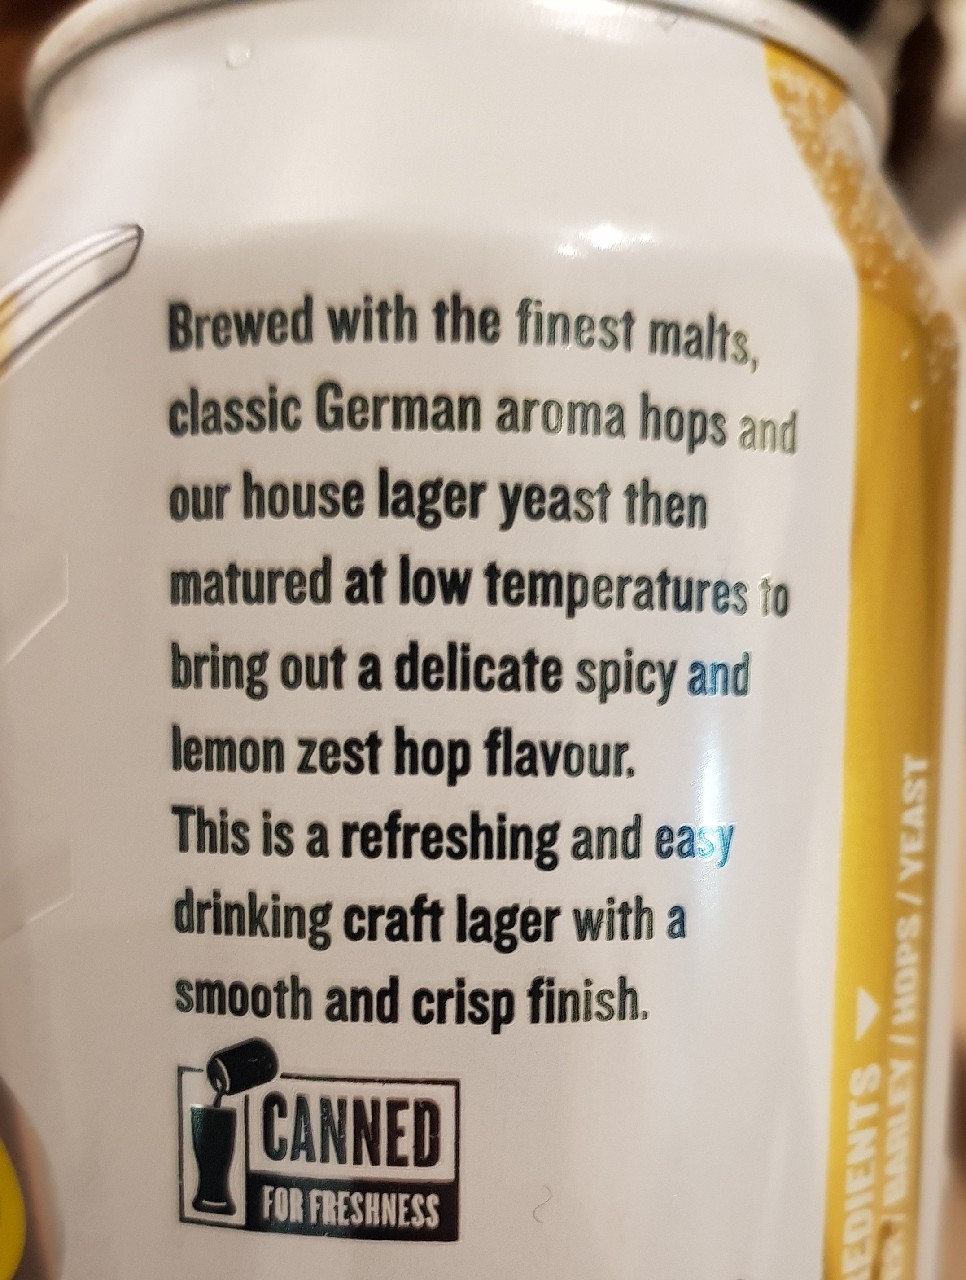 Brewed with the finest malts,
classic German aroma hops and
our house lager yeast then
matured at low temperatures to
bring out a delicate spicy and
lemon zest hop flavour.
This is a refreshing and easy
drinking craft lager with a
smooth and crisp finish.
CANNED
FOR FRESHNESS
/ BARLEY / HOPS / YEAST